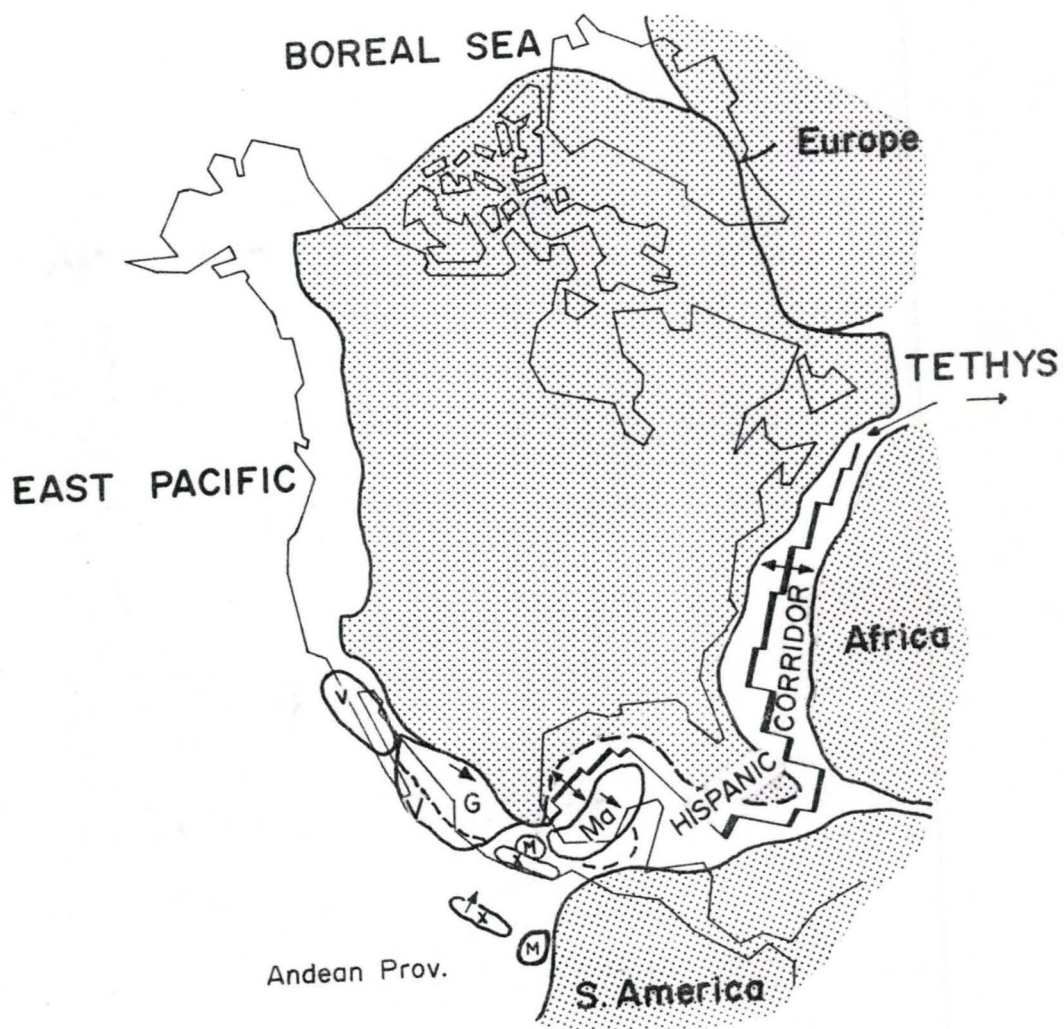 BOREAL SEA
Europe
TETHYS
EAST PACIFIC
CORRIDOR
Africa
V
G
V
Ma
HISPANIC
M
X
X
M
Andean Prov.
S. America